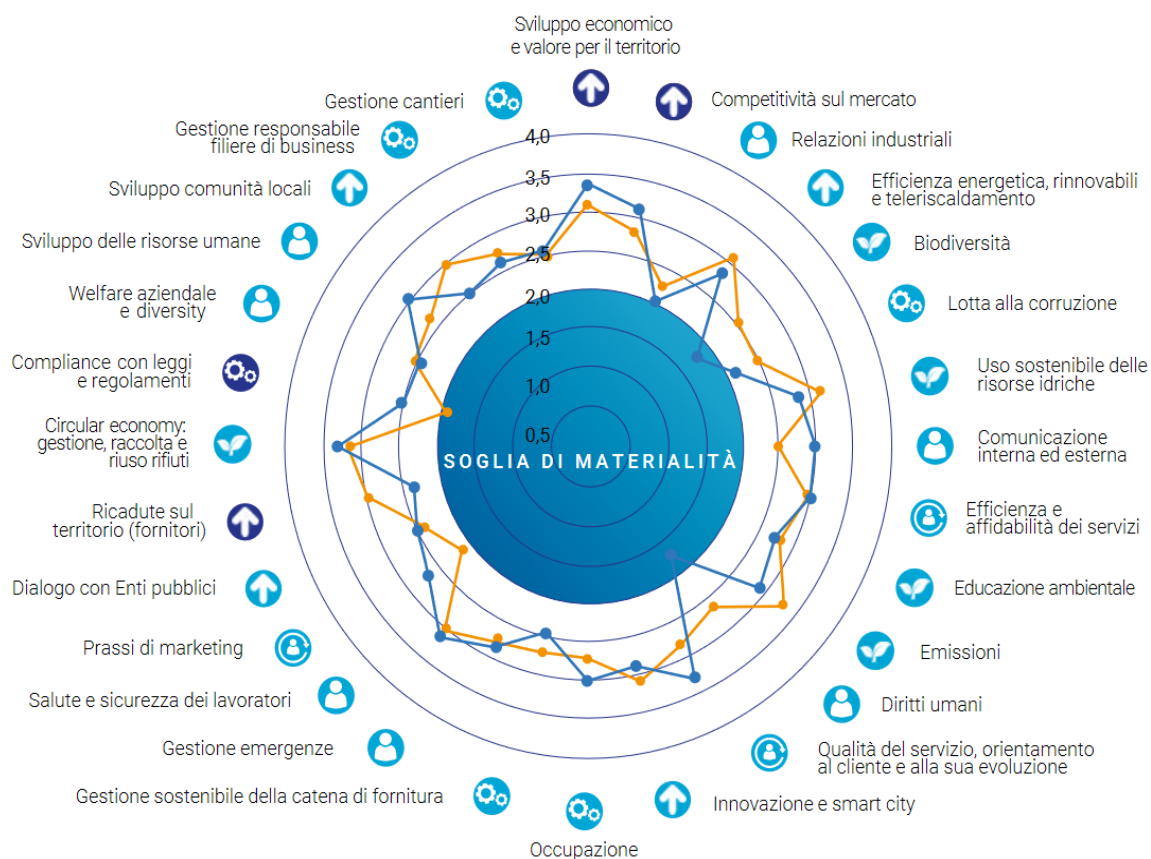 Sviluppo economico
e valore per il territorio
Competitività sul mercato
Relazioni industriali
Efficienza energetica, rinnovabili
e teleriscaldamento
Biodiversità
Lotta alla corruzione
Uso sostenibile delle
risorse idriche
Comunicazione
interna ed esterna
Efficienza e
affidabilità dei servizi
Educazione ambientale
Emissioni
Diritti umani
Qualità del servizio, orientamento
al cliente e alla sua evoluzione
Innovazione e smart city
Occupazione
Gestione sostenibile della catena di fornitura
Gestione emergenze
Salute e sicurezza dei lavoratori
Prassi di marketing
Dialogo con Enti pubblici
Ricadute sul
territorio (fornitori)
Circular economy:
gestione, raccolta e
riuso rifiuti
Compliance con leggi
e regolamenti
Welfare aziendale
e diversity
Sviluppo delle risorse umane
Sviluppo comunità locali
Gestione responsabile
filiere di business
Gestione cantieri
4,0
3,5
3,0
2,5
2,0
1,5
1,0
0,5
SOGLIA DI MATERIALITÀ